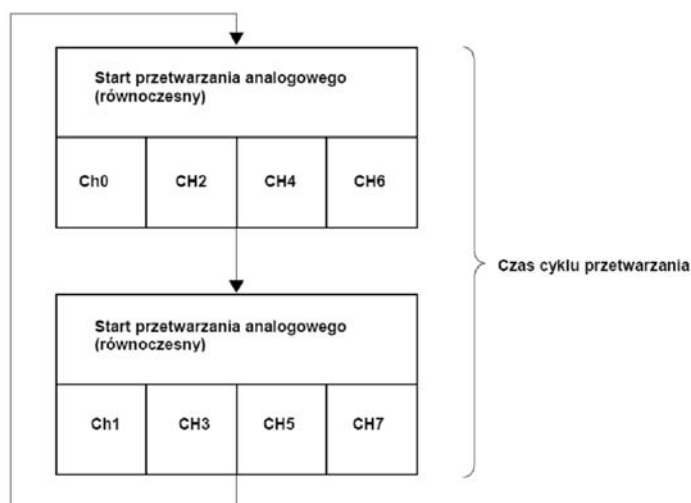 Start przetwarzania analogowego
(równoczesny)
Ch0 CH2 CH4 CH6
Czas cyklu przetwarzania
Start przetwarzania analogowego
(równoczesny)
Ch1 CH3 CH5 CH7